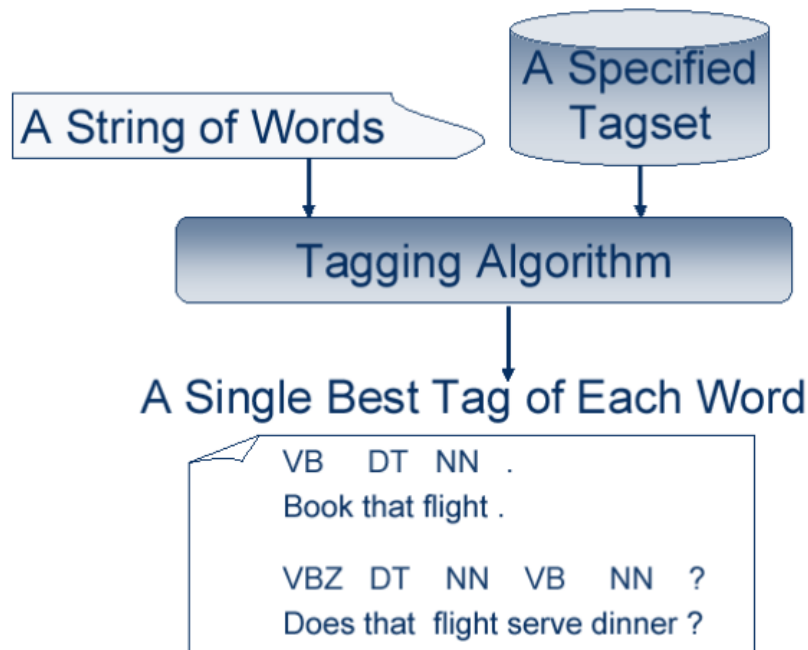 A String of Words
A Specified
Tagset
Tagging Algorithm
A Single Best Tag of Each Word
VB DT NN .
Book that flight .
VBZ DT NN VB NN ?
Does that flight serve dinner ?